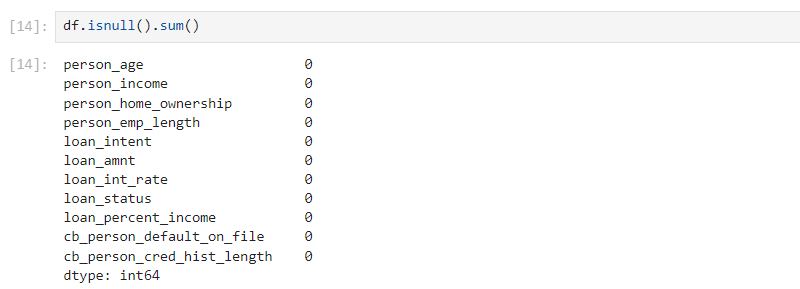 [14]: df.isnull().sum()
[14]: person_age 0
person_income 0
person_home_ownership 0
person_emp_length 0
loan_intent 0
loan_amnt 0
loan_int_rate 0
loan_status 0
loan_percent_income 0
cb_person_default_on_file 0
cb_person_cred_hist_length 0
dtype: int64